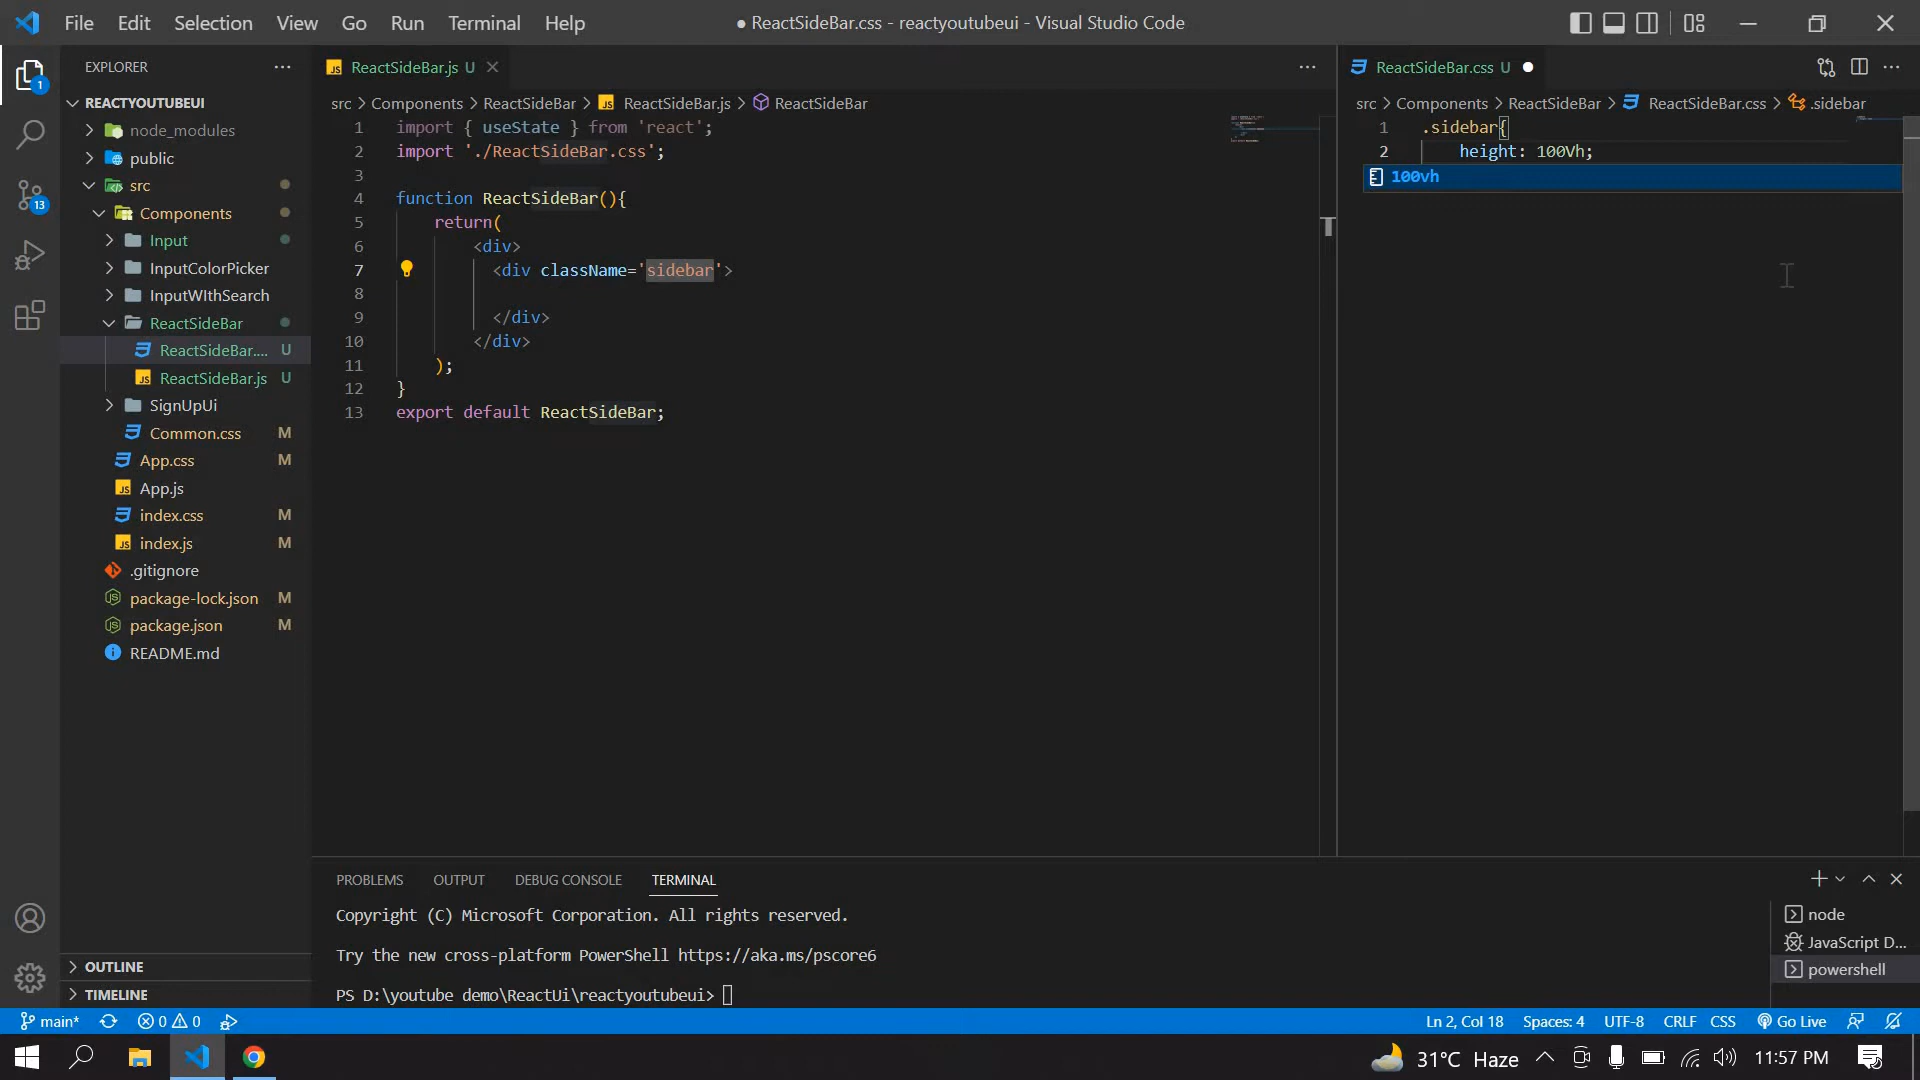 File Edit Selection View Go Run Terminal Help
● ReactSideBar.css - reactyoutubeui - Visual Studio Code
EXPLORER
REACTYOUTUBEUI
node_modules
public
src
Components
Input
InputColorPicker
InputWIthSearch
ReactSideBar
ReactSideBar.... U
ReactSideBar.js U
SignUpUi
Common.css M
App.css M
App.js
index.css M
index.js M
.gitignore
package-lock.json M
package.json M
README.md
OUTLINE
TIMELINE
1
13
ReactSideBar.js U
src > Components > ReactSideBar > ReactSideBar.js > ReactSideBar
1 import { useState } from 'react';
2 import './ReactSideBar.css';
3
4 function ReactSideBar(){
5 return(
6 <div>
7 <div className='sidebar'>
8
9 </div>
10 </div>
11 );
12 }
13 export default ReactSideBar;
ReactSideBar.css U
src > Components > ReactSideBar > ReactSideBar.css > .sidebar
1 .sidebar{
2 height: 100Vh;
100vh
PROBLEMS OUTPUT DEBUG CONSOLE TERMINAL
Copyright (C) Microsoft Corporation. All rights reserved.
Try the new cross-platform PowerShell https://aka.ms/pscore6
PS D:\youtube demo\ReactUi\reactyoutubeui>
node
JavaScript D...
powershell
main* 0 0 Ln 2, Col 18 Spaces: 4 UTF-8 CRLF CSS Go Live
31°C Haze 11:57 PM